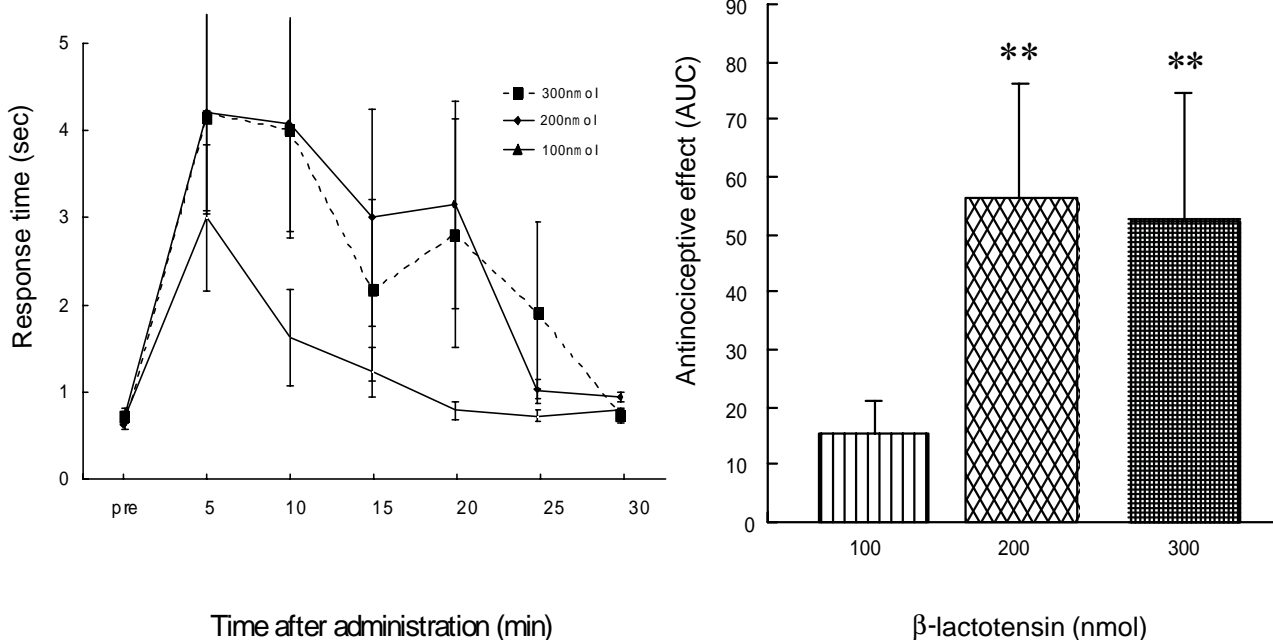 Response time (sec)
5
4
3
2
1
0
300nmol
200nmol
100nmol
pre 5 10 15 20 25 30
Time after administration (min)
Antinociceptive effect (AUC)
90
80
70
60
50
40
30
20
10
0
** **
100 200 300
β-lactotensin (nmol)